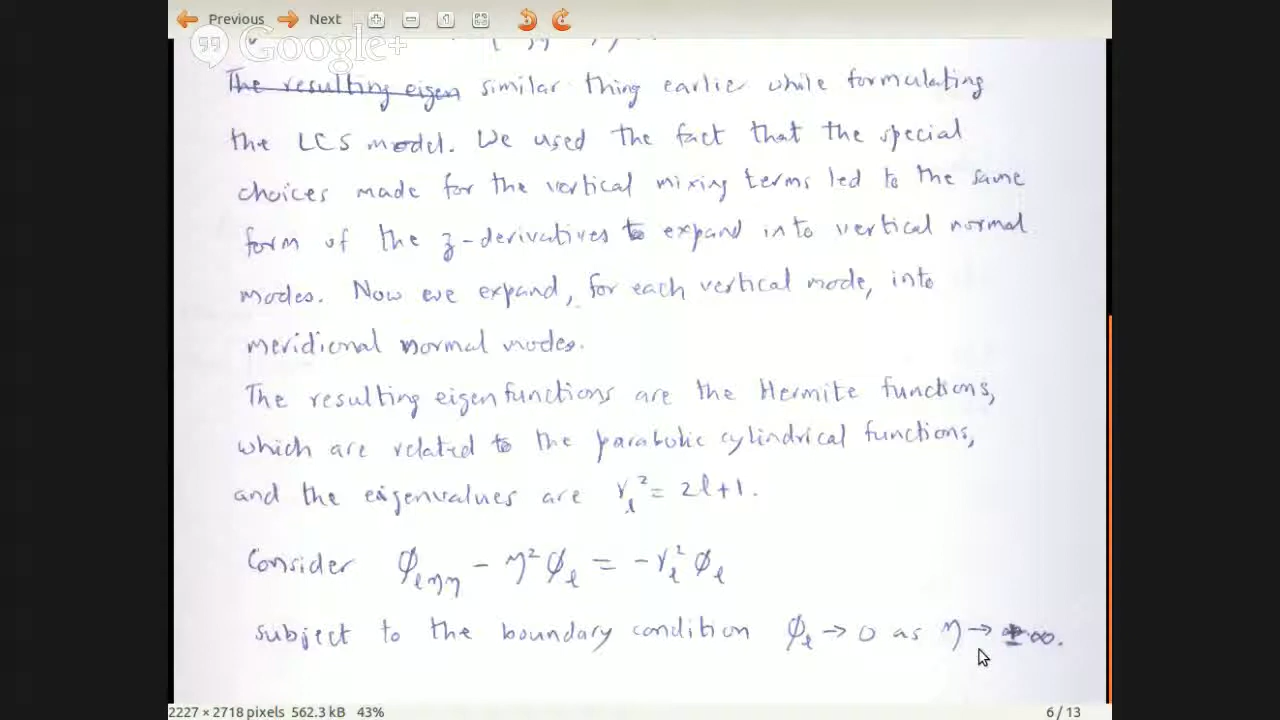 Previous Next
Google+
The resulting eigen similar thing earlier while formulating
the LCS model. We used the fact that the special
choices made for the vertical mixing terms led to the same
form of the z-derivatives to expand into vertical normal
modes. Now we expand, for each vertical mode, into
meridional normal modes.
The resulting eigenfunctions are the Hermite functions,
which are related to the parabolic cylindrical functions,
and the eigenvalues are γ_l² = 2l+1.
Consider ϕ_lηη − η²ϕ_l = −γ_l²ϕ_l
subject to the boundary condition ϕ_l → 0 as η → ±∞.
2227 × 2718 pixels 562.3 kB 43% 6 / 13